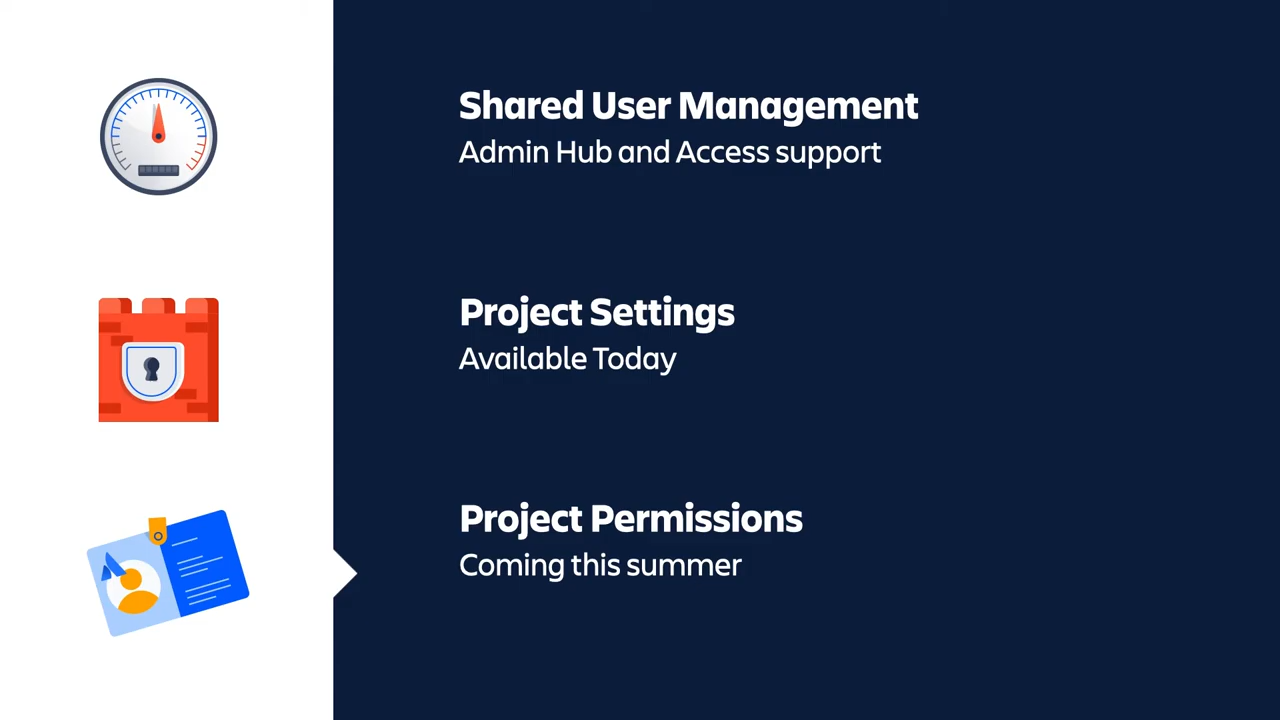 Shared User Management
Admin Hub and Access support
Project Settings
Available Today
Project Permissions
Coming this summer